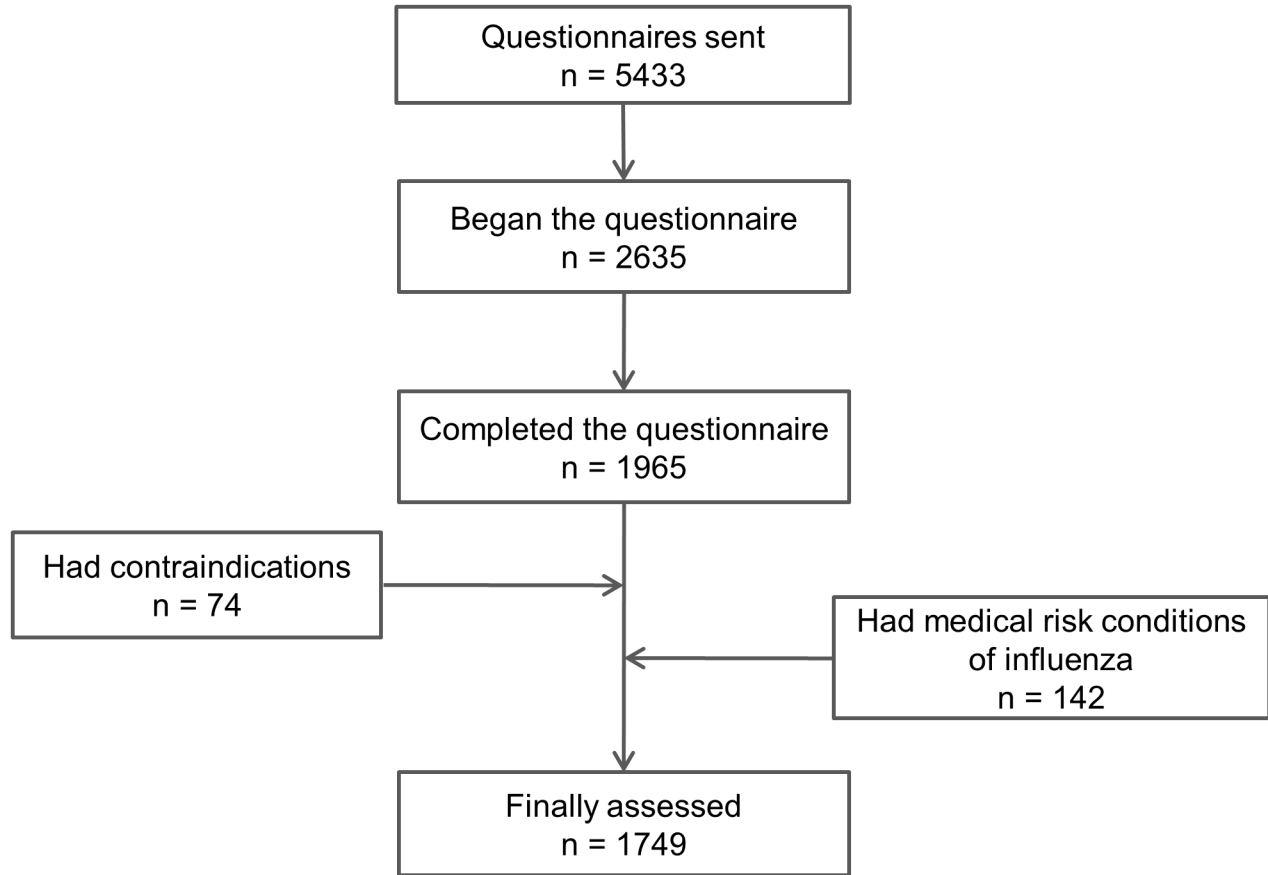 Questionnaires sent
n = 5433
Began the questionnaire
n = 2635
Completed the questionnaire
n = 1965
Had contraindications
n = 74
Had medical risk conditions
of influenza
n = 142
Finally assessed
n = 1749